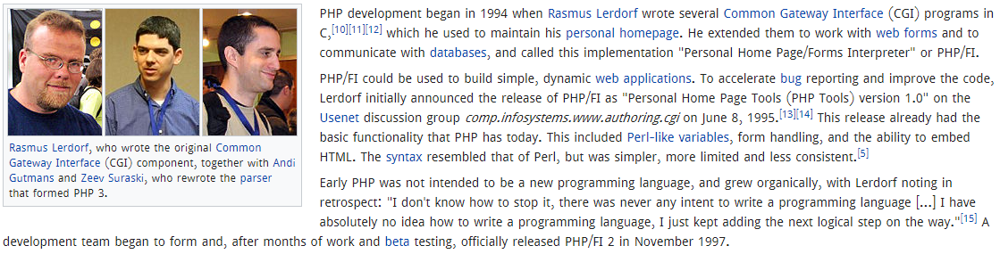 Rasmus Lerdorf, who wrote the original Common
Gateway Interface (CGI) component, together with Andi
Gutmans and Zeev Suraski, who rewrote the parser
that formed PHP 3.
PHP development began in 1994 when Rasmus Lerdorf wrote several Common Gateway Interface (CGI) programs in
C,[10][11][12] which he used to maintain his personal homepage. He extended them to work with web forms and to
communicate with databases, and called this implementation "Personal Home Page/Forms Interpreter" or PHP/FI.
PHP/FI could be used to build simple, dynamic web applications. To accelerate bug reporting and improve the code,
Lerdorf initially announced the release of PHP/FI as "Personal Home Page Tools (PHP Tools) version 1.0" on the
Usenet discussion group comp.infosystems.www.authoring.cgi on June 8, 1995.[13][14] This release already had the
basic functionality that PHP has today. This included Perl-like variables, form handling, and the ability to embed
HTML. The syntax resembled that of Perl, but was simpler, more limited and less consistent.[5]
Early PHP was not intended to be a new programming language, and grew organically, with Lerdorf noting in
retrospect: "I don't know how to stop it, there was never any intent to write a programming language [...] I have
absolutely no idea how to write a programming language, I just kept adding the next logical step on the way."[15] A
development team began to form and, after months of work and beta testing, officially released PHP/FI 2 in November 1997.